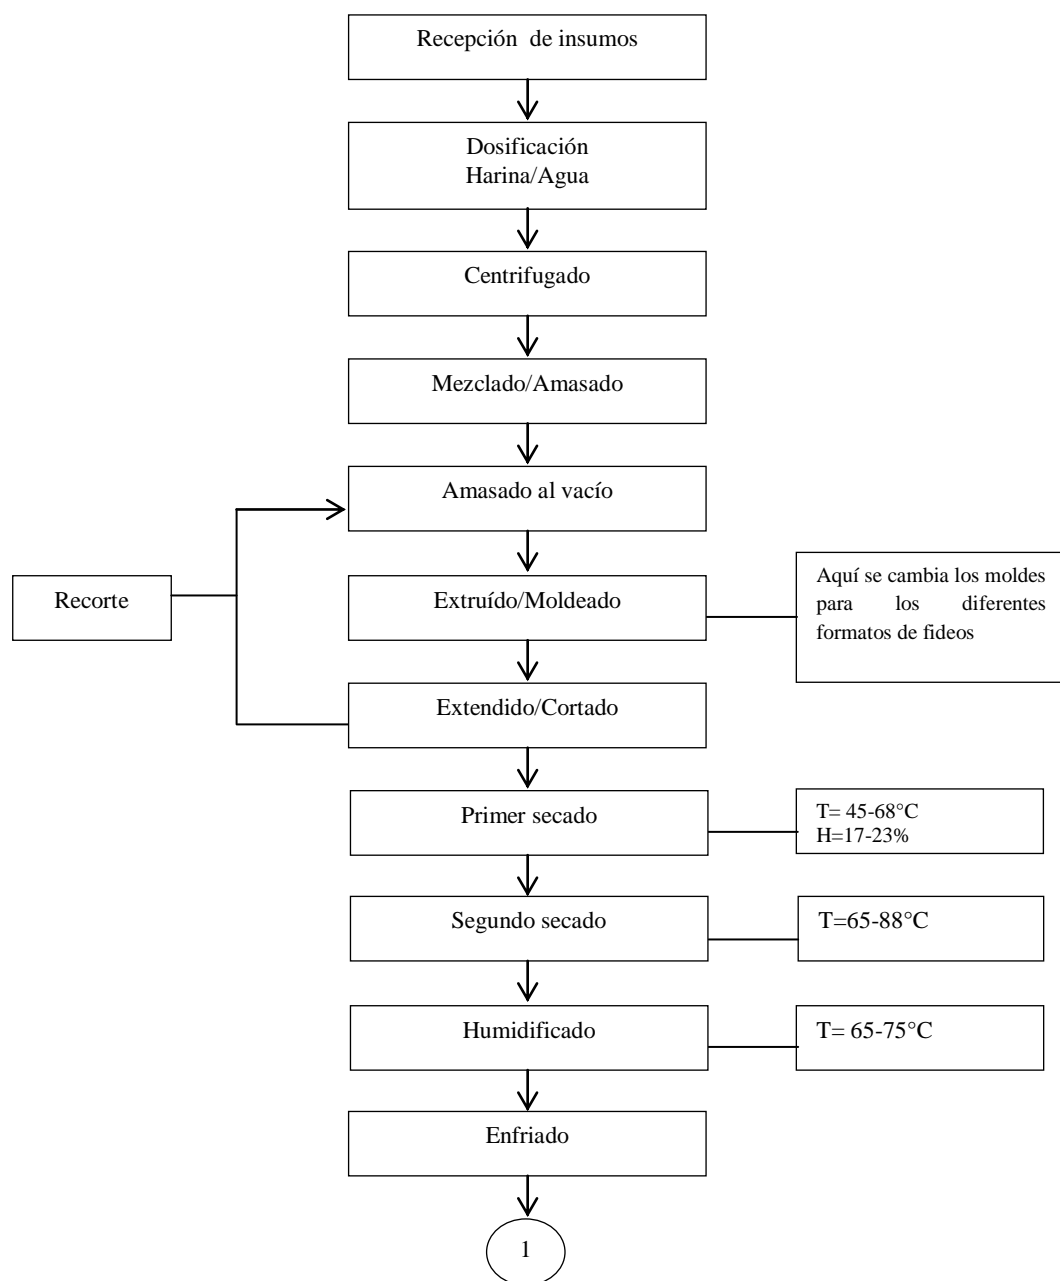 Recepción de insumos
Dosificación
Harina/Agua
Centrifugado
Mezclado/Amasado
Amasado al vacío
Recorte
Extruído/Moldeado
Aquí se cambia los moldes
para los diferentes
formatos de fideos
Extendido/Cortado
Primer secado
T= 45-68°C
H=17-23%
Segundo secado
T=65-88°C
Humidificado
T= 65-75°C
Enfriado
1